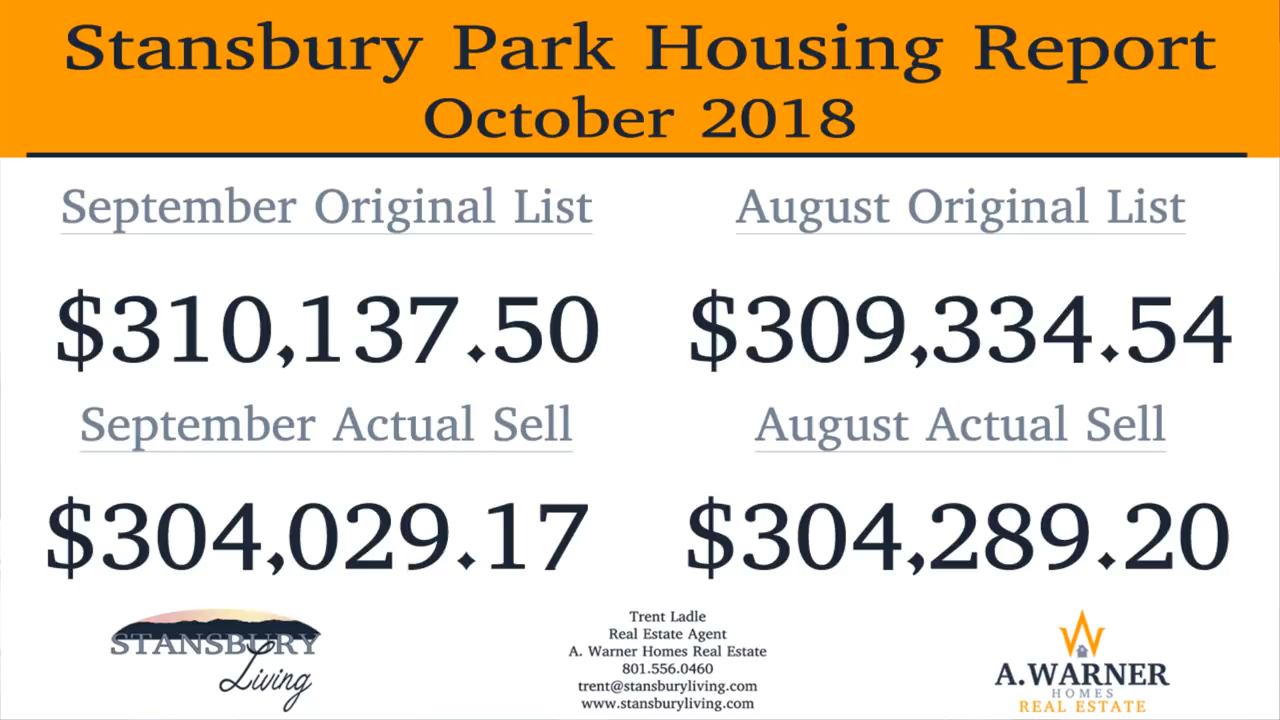 Stansbury Park Housing Report
October 2018
September Original List
August Original List
$310,137.50
$309,334.54
September Actual Sell
August Actual Sell
$304,029.17
$304,289.20
STANSBURY
Living
Trent Ladle
Real Estate Agent
A. Warner Homes Real Estate
801.556.0460
trent@stansburyliving.com
www.stansburyliving.com
A.WARNER
HOMES
REAL ESTATE